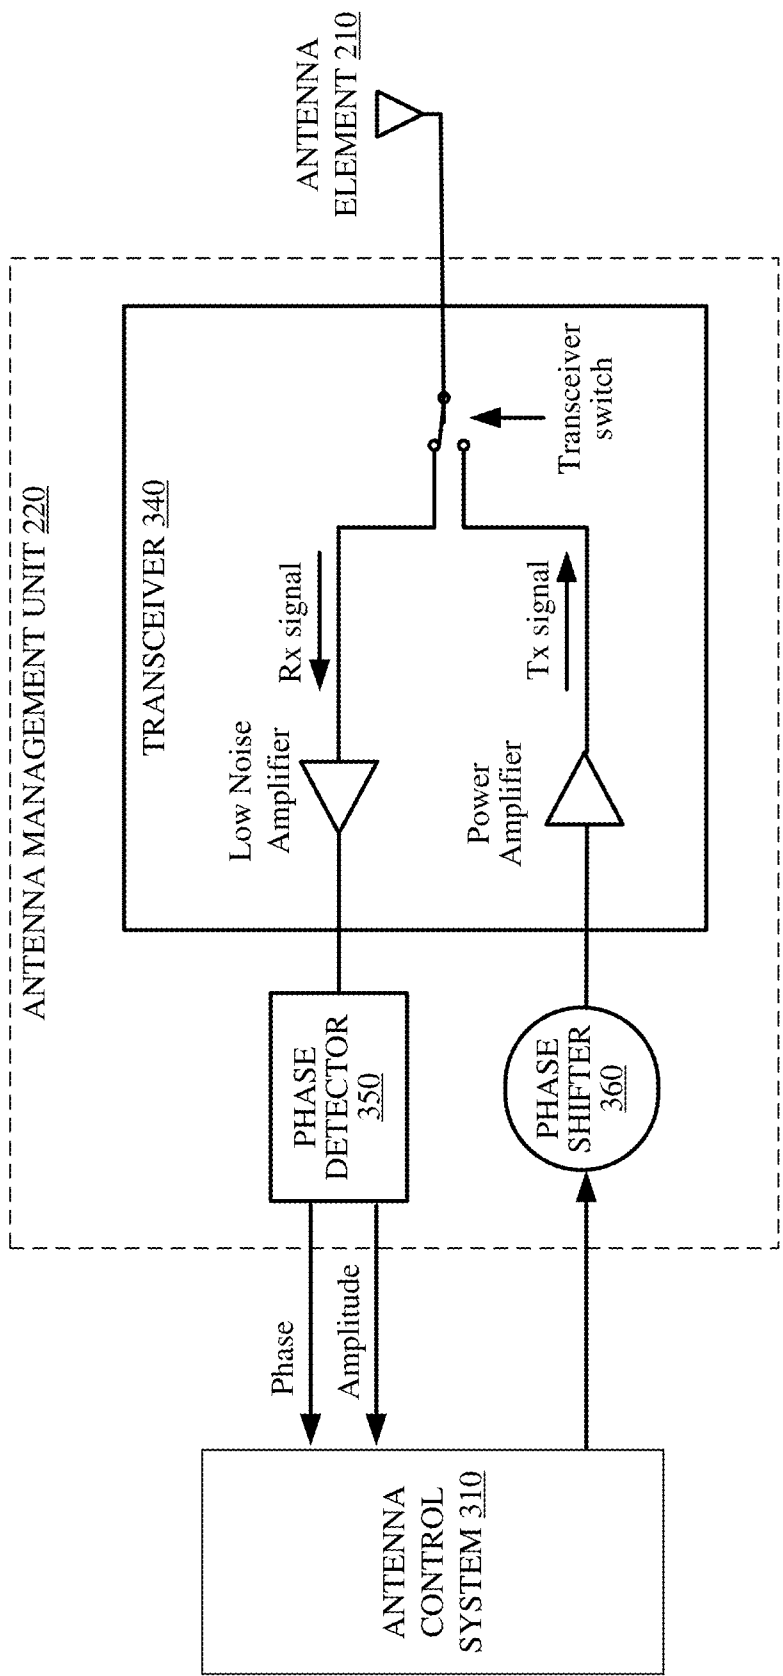 ANTENNA MANAGEMENT UNIT 220
TRANSCEIVER 340
ANTENNA
ELEMENT 210
Phase
Amplitude
PHASE
DETECTOR
350
Low Noise
Amplifier
Rx signal
ANTENNA
CONTROL
SYSTEM 310
PHASE
SHIFTER
360
Power
Amplifier
Tx signal
Transceiver
switch